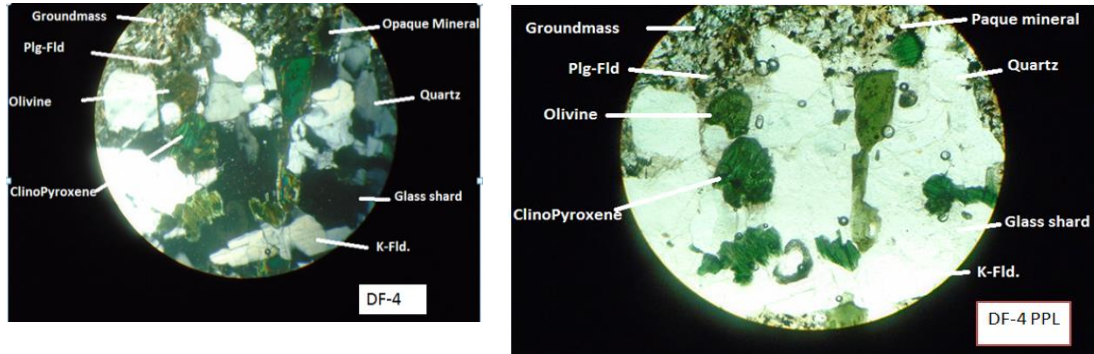 Groundmass
Opaque Mineral
Plg-Fld
Olivine
Quartz
ClinoPyroxene
Glass shard
K-Fld.
DF-4
Groundmass
Paque mineral
Plg-Fld
Quartz
Olivine
ClinoPyroxene
Glass shard
K-Fld.
DF-4 PPL